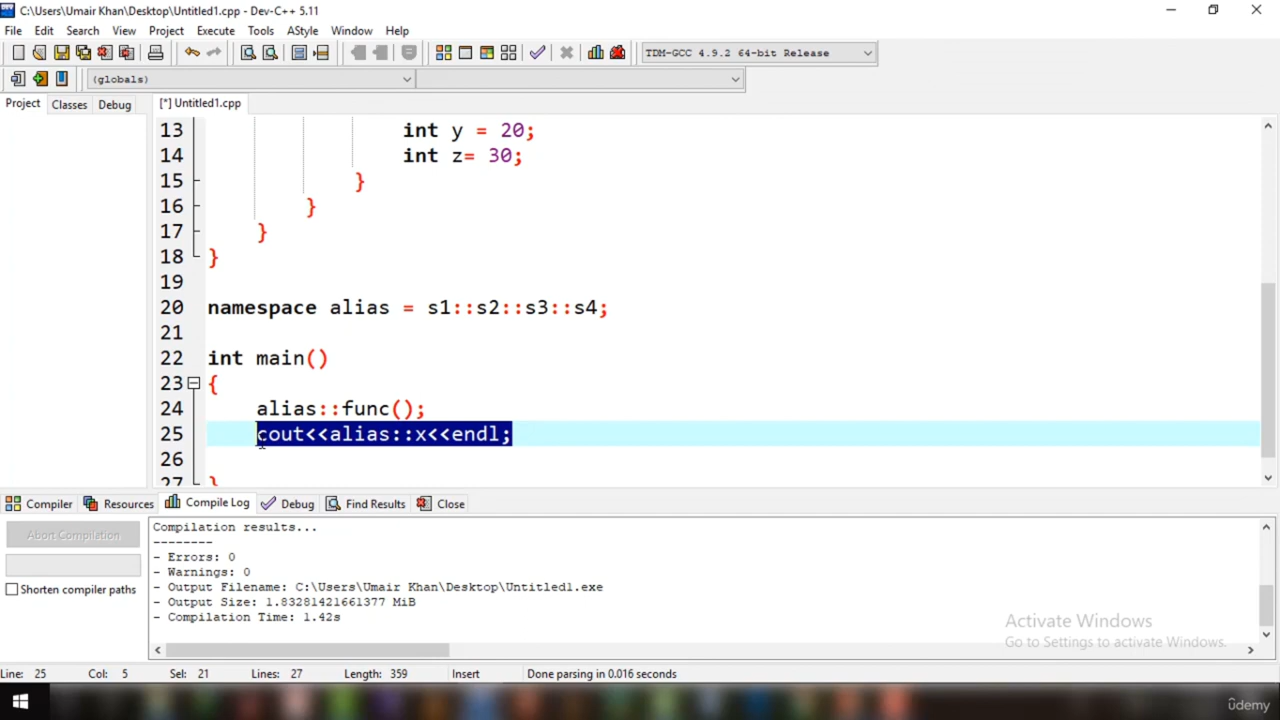 C:\Users\Umair Khan\Desktop\Untitled1.cpp - Dev-C++ 5.11
File Edit Search View Project Execute Tools AStyle Window Help
TDM-GCC 4.9.2 64-bit Release
(globals)
Project Classes Debug [*] Untitled1.cpp
13 int y = 20;
14 int z= 30;
15 }
16 }
17 }
18 }
19
20 namespace alias = s1::s2::s3::s4;
21
22 int main()
23 {
24 alias::func();
25 cout<<alias::x<<endl;
26
27 }
Compiler Resources Compile Log Debug Find Results Close
Abort Compilation
Shorten compiler paths
Compilation results...
--------
- Errors: 0
- Warnings: 0
- Output Filename: C:\Users\Umair Khan\Desktop\Untitled1.exe
- Output Size: 1.83281421661377 MiB
- Compilation Time: 1.42s
Activate Windows
Go to Settings to activate Windows.
Line: 25 Col: 5 Sel: 21 Lines: 27 Length: 359 Insert Done parsing in 0.016 seconds
ûdemy